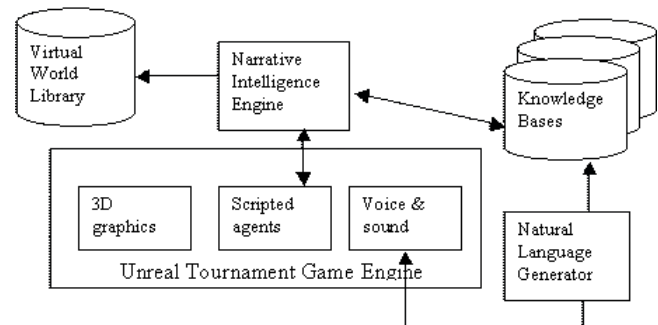 Virtual
World
Library
Narrative
Intelligence
Engine
Knowledge
Bases
3D
graphics
Scripted
agents
Voice &
sound
Unreal Tournament Game Engine
Natural
Language
Generator